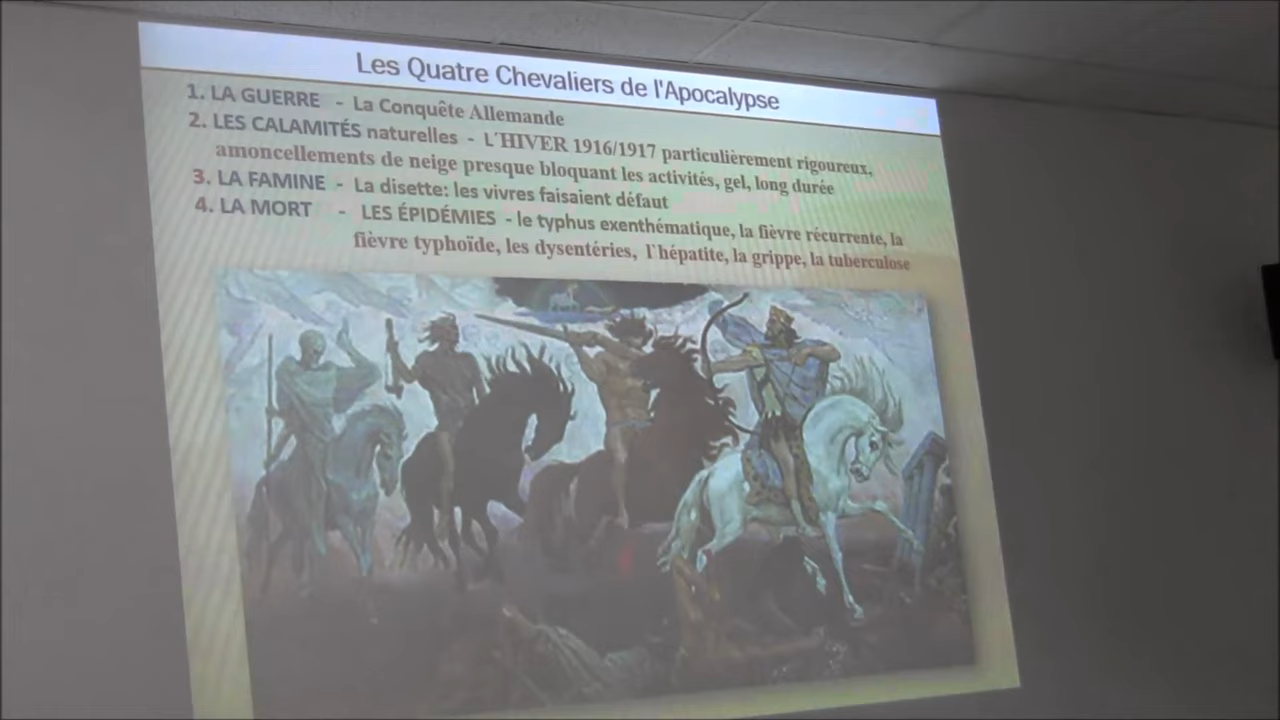 Les Quatre Chevaliers de l'Apocalypse
1. LA GUERRE - La Conquête Allemande
2. LES CALAMITÉS naturelles - L´HIVER 1916/1917 particulièrement rigoureux,
amoncellements de neige presque bloquant les activités, gel, long durée
3. LA FAMINE - La disette: les vivres faisaient défaut
4. LA MORT - LES ÉPIDÉMIES - le typhus exenthématique, la fièvre récurrente, la
fièvre typhoïde, les dysentéries, l´hépatite, la grippe, la tuberculose